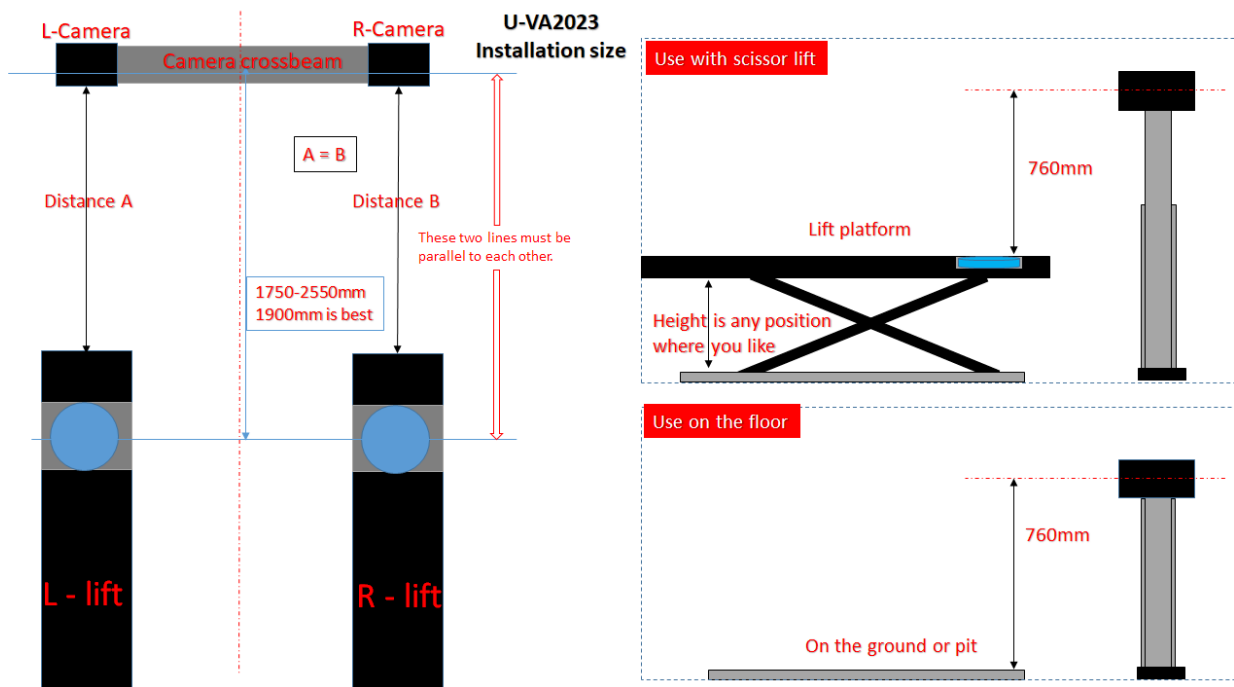 U-VA2023
Installation size
L-Camera
R-Camera
Camera crossbeam
A = B
Distance A
Distance B
These two lines must be
parallel to each other.
1750-2550mm
1900mm is best
L - lift
R - lift
Use with scissor lift
760mm
Lift platform
Height is any position
where you like
Use on the floor
760mm
On the ground or pit